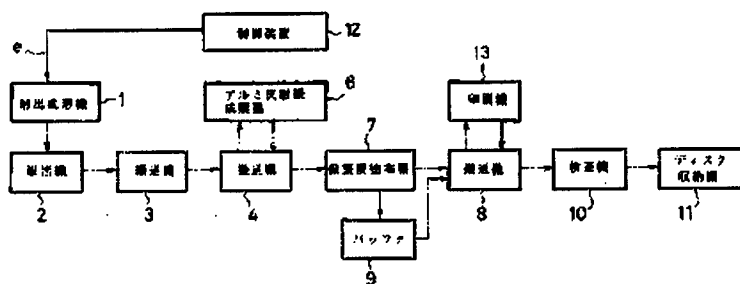 制御装置
12
e
射出成形機
1
アルミ反射膜
成膜器
6
13
印刷機
7
取出機
2
搬送機
3
搬送機
4
保護膜塗布器
搬送機
8
検査機
10
ディスク
収納棚
11
バッファ
9